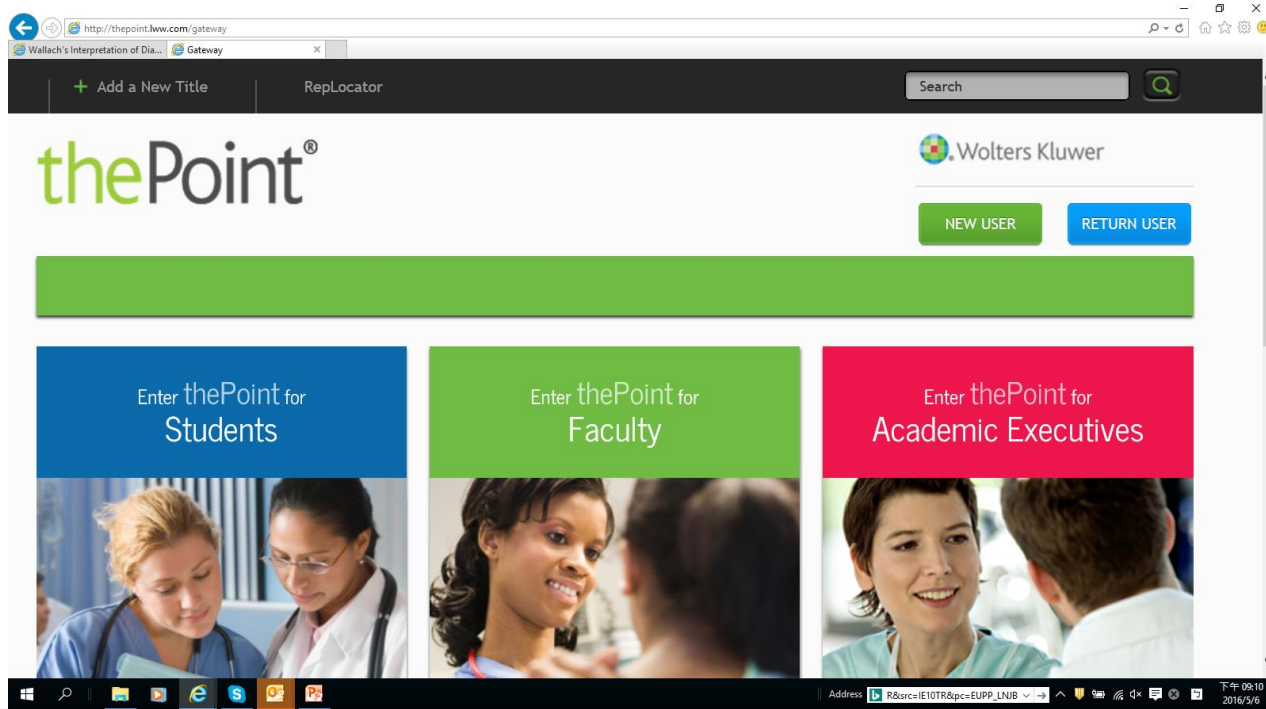 http://thepoint.lww.com/gateway
Wallach's Interpretation of Dia...
Gateway
+ Add a New Title
RepLocator
Search
thePoint®
Wolters Kluwer
NEW USER
RETURN USER
Enter thePoint for
Students
Enter thePoint for
Faculty
Enter thePoint for
Academic Executives
Address
R&src=IE10TR&pc=EUPP_LNJB
下午 09:10
2016/5/6